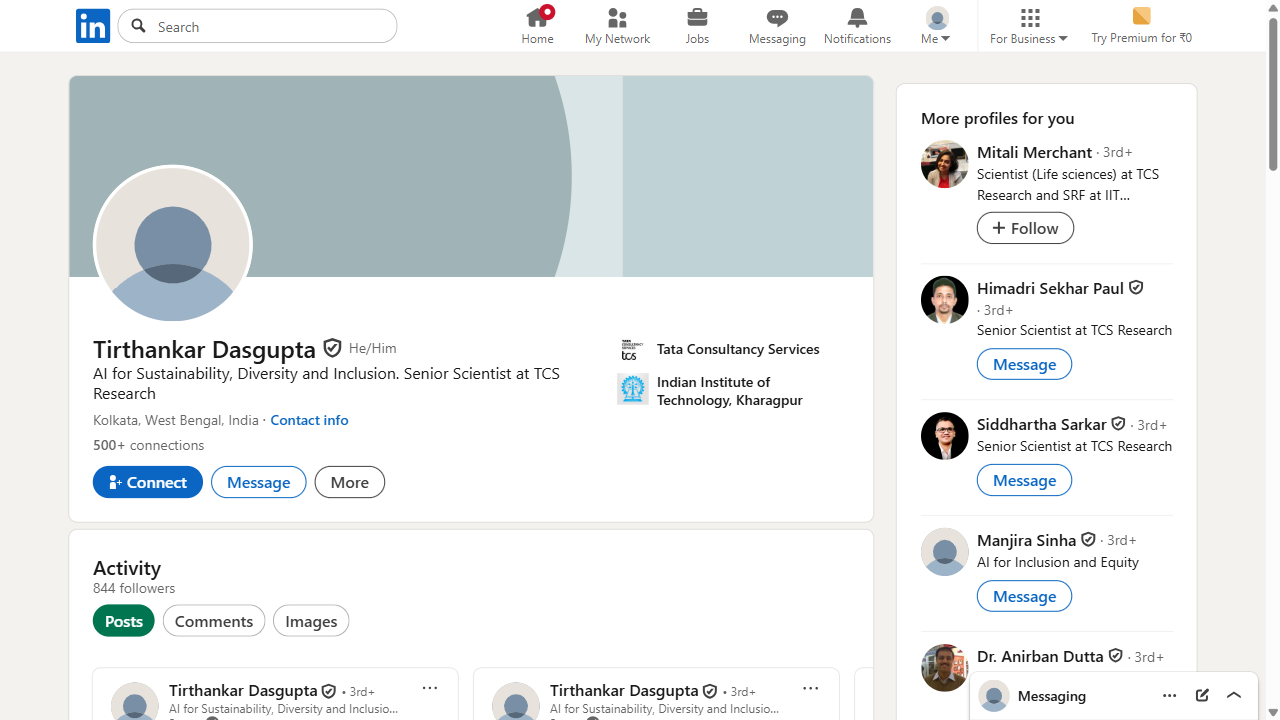 in
Search
Home
My Network
Jobs
Messaging
Notifications
Me
For Business
Try Premium for ₹0
Tirthankar Dasgupta He/Him
AI for Sustainability, Diversity and Inclusion. Senior Scientist at TCS
Research
Kolkata, West Bengal, India · Contact info
500+ connections
Connect
Message
More
TATA
CONSULTANCY
SERVICES
tcs
Tata Consultancy Services
Indian Institute of
Technology, Kharagpur
Activity
844 followers
Posts
Comments
Images
Tirthankar Dasgupta • 3rd+
AI for Sustainability, Diversity and Inclusio...
Tirthankar Dasgupta • 3rd+
AI for Sustainability, Diversity and Inclusio...
More profiles for you
Mitali Merchant · 3rd+
Scientist (Life sciences) at TCS
Research and SRF at IIT...
+ Follow
Himadri Sekhar Paul
· 3rd+
Senior Scientist at TCS Research
Message
Siddhartha Sarkar · 3rd+
Senior Scientist at TCS Research
Message
Manjira Sinha · 3rd+
AI for Inclusion and Equity
Message
Dr. Anirban Dutta · 3rd+
Messaging